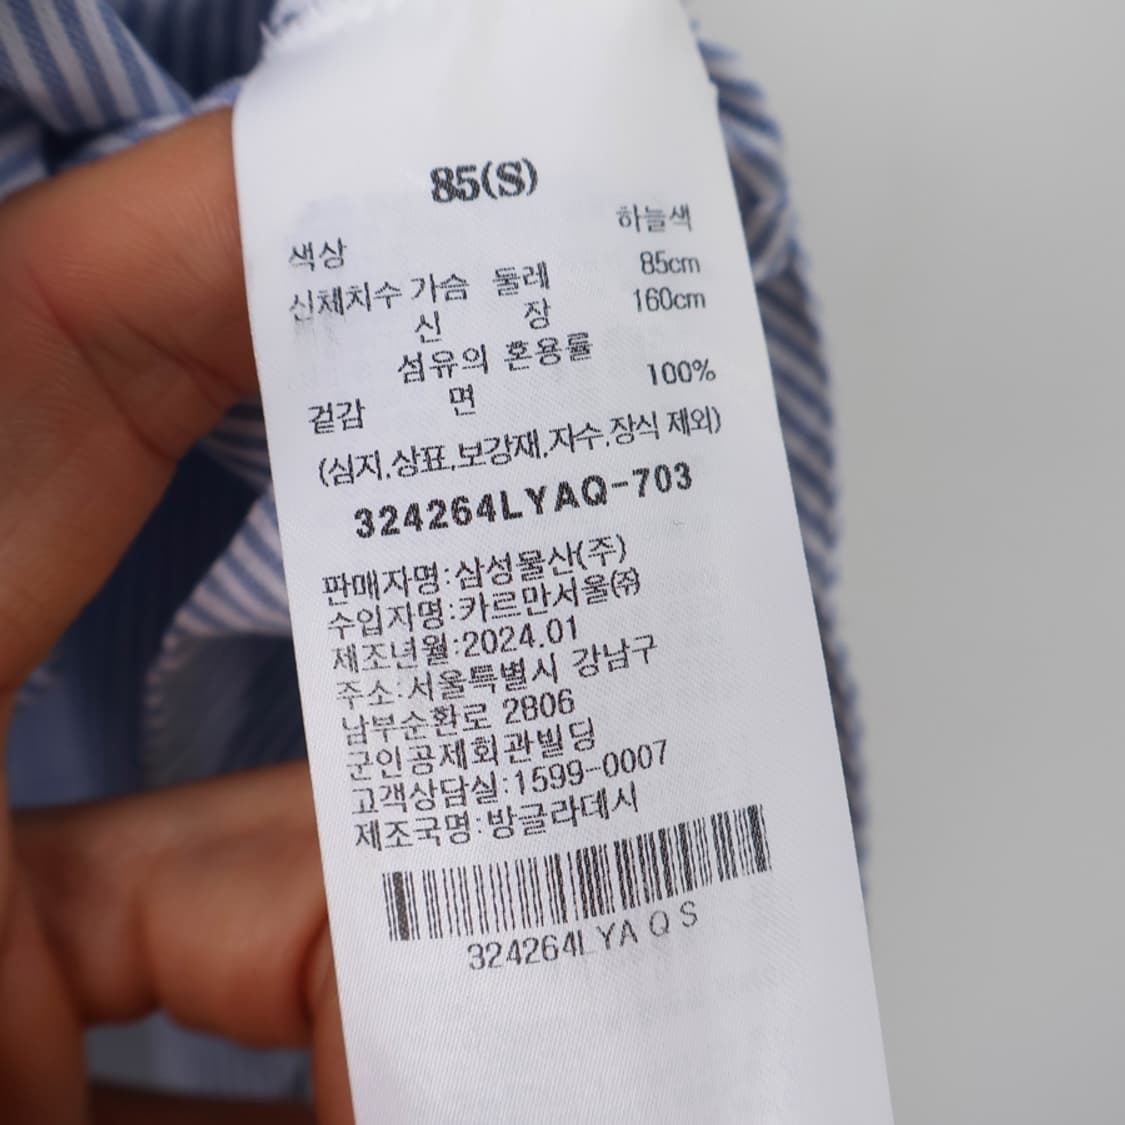 85(S)
색상 하늘색
신체치수 가슴 둘레 85cm
신 장 160cm
섬유의 혼용률
겉감 면 100%
(심지,상표,보강재,자수,장식 제외)
324264LYAQ-703
판매자명:삼성물산(주)
수입자명:카르만서울㈜
제조년월:2024.01
주소:서울특별시 강남구
남부순환로 2806
군인공제회관빌딩
고객상담실:1599-0007
제조국명:방글라데시
324264LYAQS